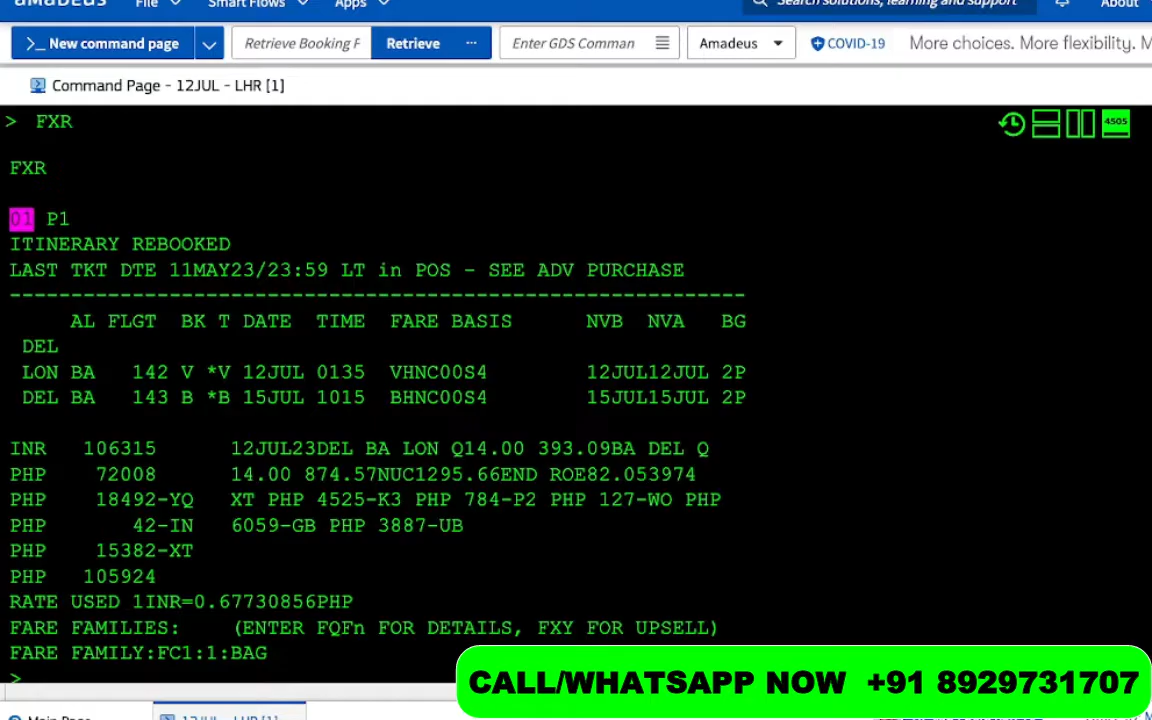 amadeus File Smart Flows Apps Search solutions, learning and support About
>_ New command page Retrieve Booking F Retrieve ... Enter GDS Comman Amadeus COVID-19 More choices. More flexibility. M
Command Page - 12JUL - LHR [1]
> FXR
4505
FXR
01 P1
ITINERARY REBOOKED
LAST TKT DTE 11MAY23/23:59 LT in POS - SEE ADV PURCHASE
------------------------------------------------------------
AL FLGT BK T DATE TIME FARE BASIS NVB NVA BG
DEL
LON BA 142 V *V 12JUL 0135 VHNC00S4 12JUL12JUL 2P
DEL BA 143 B *B 15JUL 1015 BHNC00S4 15JUL15JUL 2P
INR 106315 12JUL23DEL BA LON Q14.00 393.09BA DEL Q
PHP 72008 14.00 874.57NUC1295.66END ROE82.053974
PHP 18492-YQ XT PHP 4525-K3 PHP 784-P2 PHP 127-WO PHP
PHP 42-IN 6059-GB PHP 3887-UB
PHP 15382-XT
PHP 105924
RATE USED 1INR=0.67730856PHP
FARE FAMILIES: (ENTER FQFn FOR DETAILS, FXY FOR UPSELL)
FARE FAMILY:FC1:1:BAG
>
CALL/WHATSAPP NOW +91 8929731707
Main Page 12JUL - LHR [1]